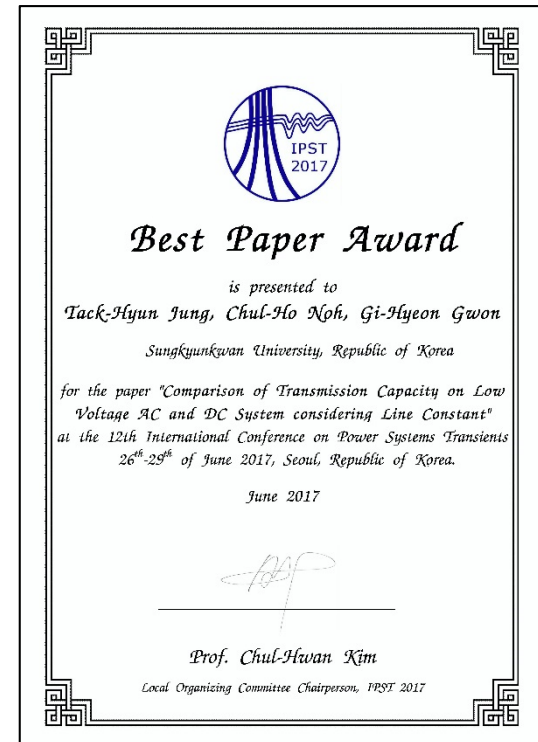 IPST
2017
Best Paper Award
is presented to
Tack-Hyun Jung, Chul-Ho Noh, Gi-Hyeon Gwon
Sungkyunkwan University, Republic of Korea
for the paper "Comparison of Transmission Capacity on Low
Voltage AC and DC System considering Line Constant"
at the 12th International Conference on Power Systems Transients
26th-29th of June 2017, Seoul, Republic of Korea.
June 2017
Prof. Chul-Hwan Kim
Local Organizing Committee Chairperson, IPST 2017